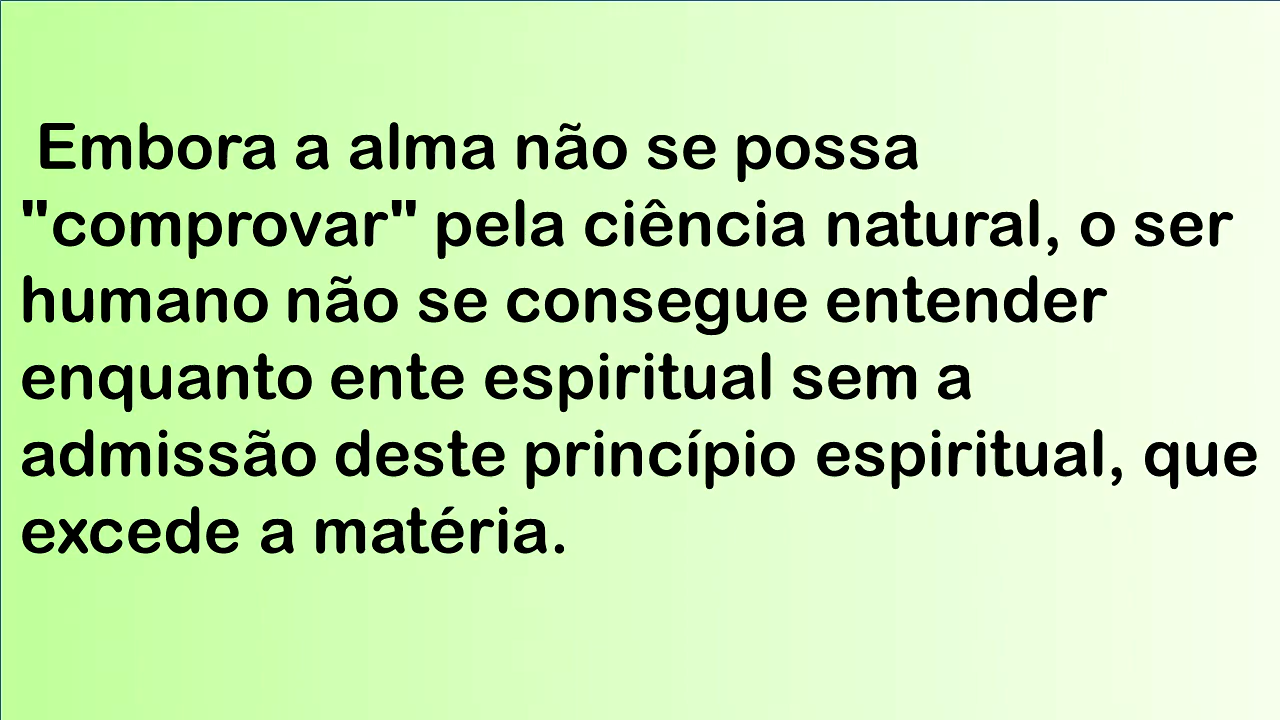 Embora a alma não se possa
"comprovar" pela ciência natural, o ser
humano não se consegue entender
enquanto ente espiritual sem a
admissão deste princípio espiritual, que
excede a matéria.